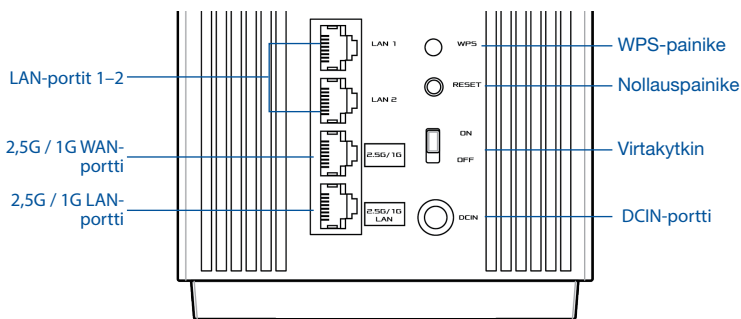 LAN 1
WPS
WPS-painike
LAN-portit 1–2
RESET
Nollauspainike
LAN 2
2,5G / 1G WAN-
portti
2.5G/1G
ON
OFF
Virtakytkin
2,5G / 1G LAN-
portti
2.5G/1G
LAN
DCIN
DCIN-portti